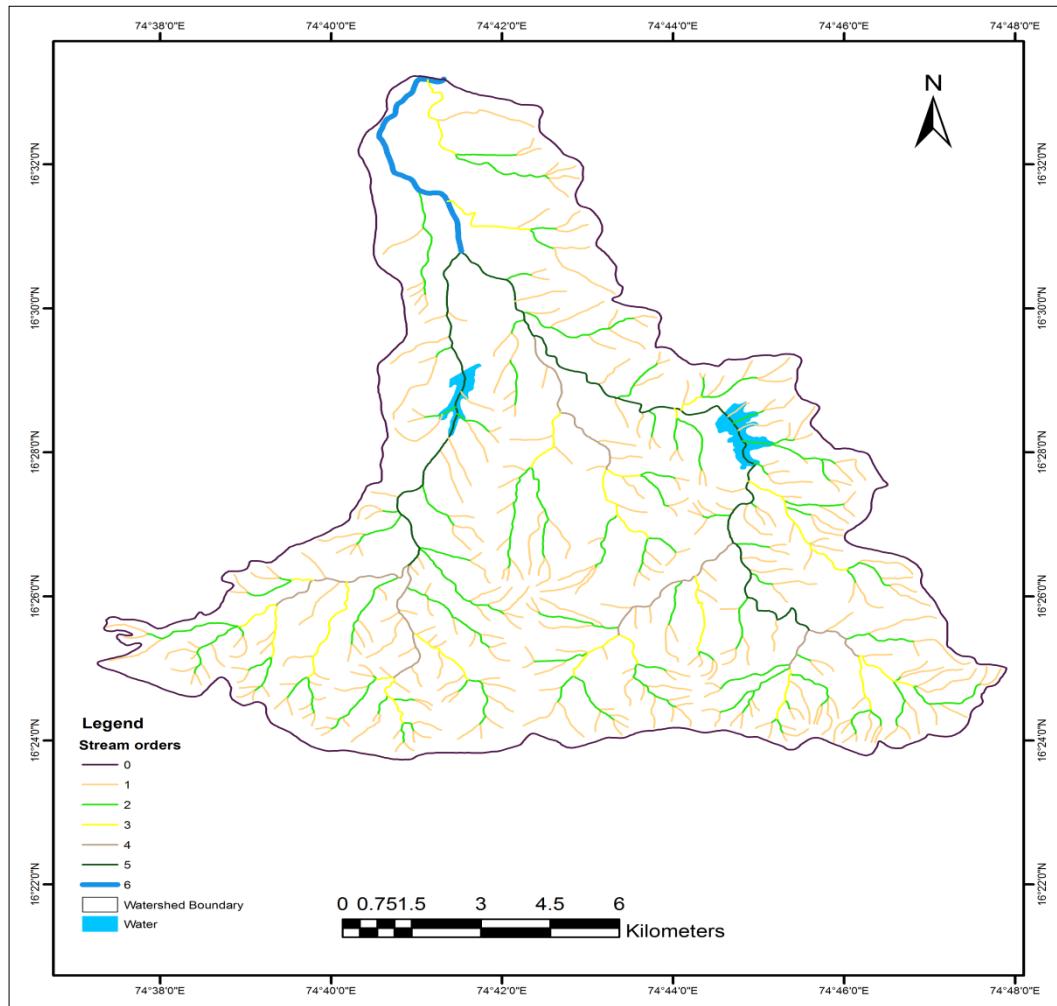 74°38'0"E 74°40'0"E 74°42'0"E 74°44'0"E 74°46'0"E 74°48'0"E
N
16°32'0"N 16°32'0"N
16°30'0"N 16°30'0"N
16°28'0"N 16°28'0"N
16°26'0"N 16°26'0"N
16°24'0"N 16°24'0"N
16°22'0"N 16°22'0"N
Legend
Stream orders
0
1
2
3
4
5
6
Watershed Boundary
Water
0 0.75 1.5 3 4.5 6
Kilometers
74°38'0"E 74°40'0"E 74°42'0"E 74°44'0"E 74°46'0"E 74°48'0"E